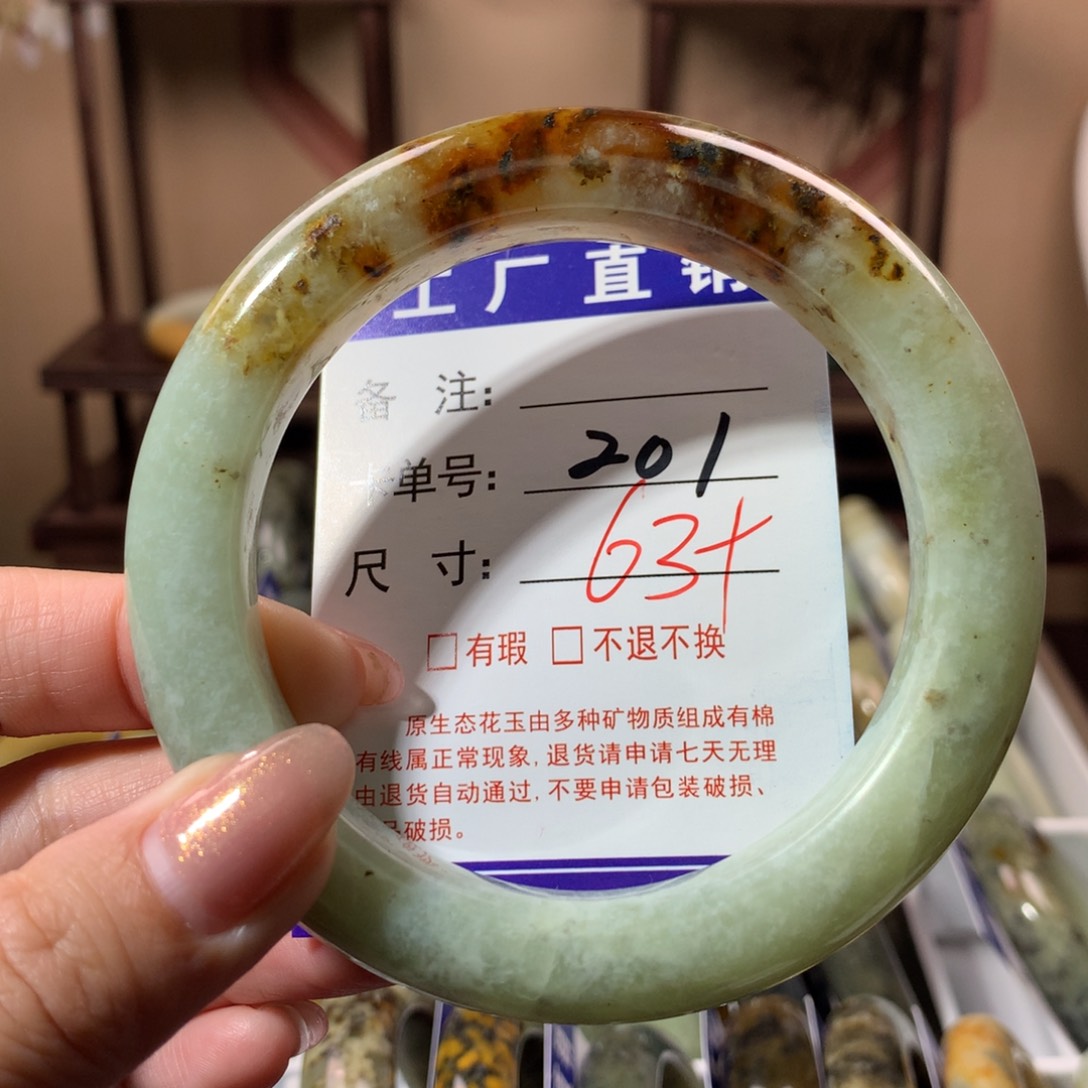 工厂直销
备 注:
单号: 201
尺 寸: 63+
□有瑕 □不退不换
原生态花玉由多种矿物质组成有棉
有线属正常现象,退货请申请七天无理
由退货自动通过,不要申请包装破损、
破损。